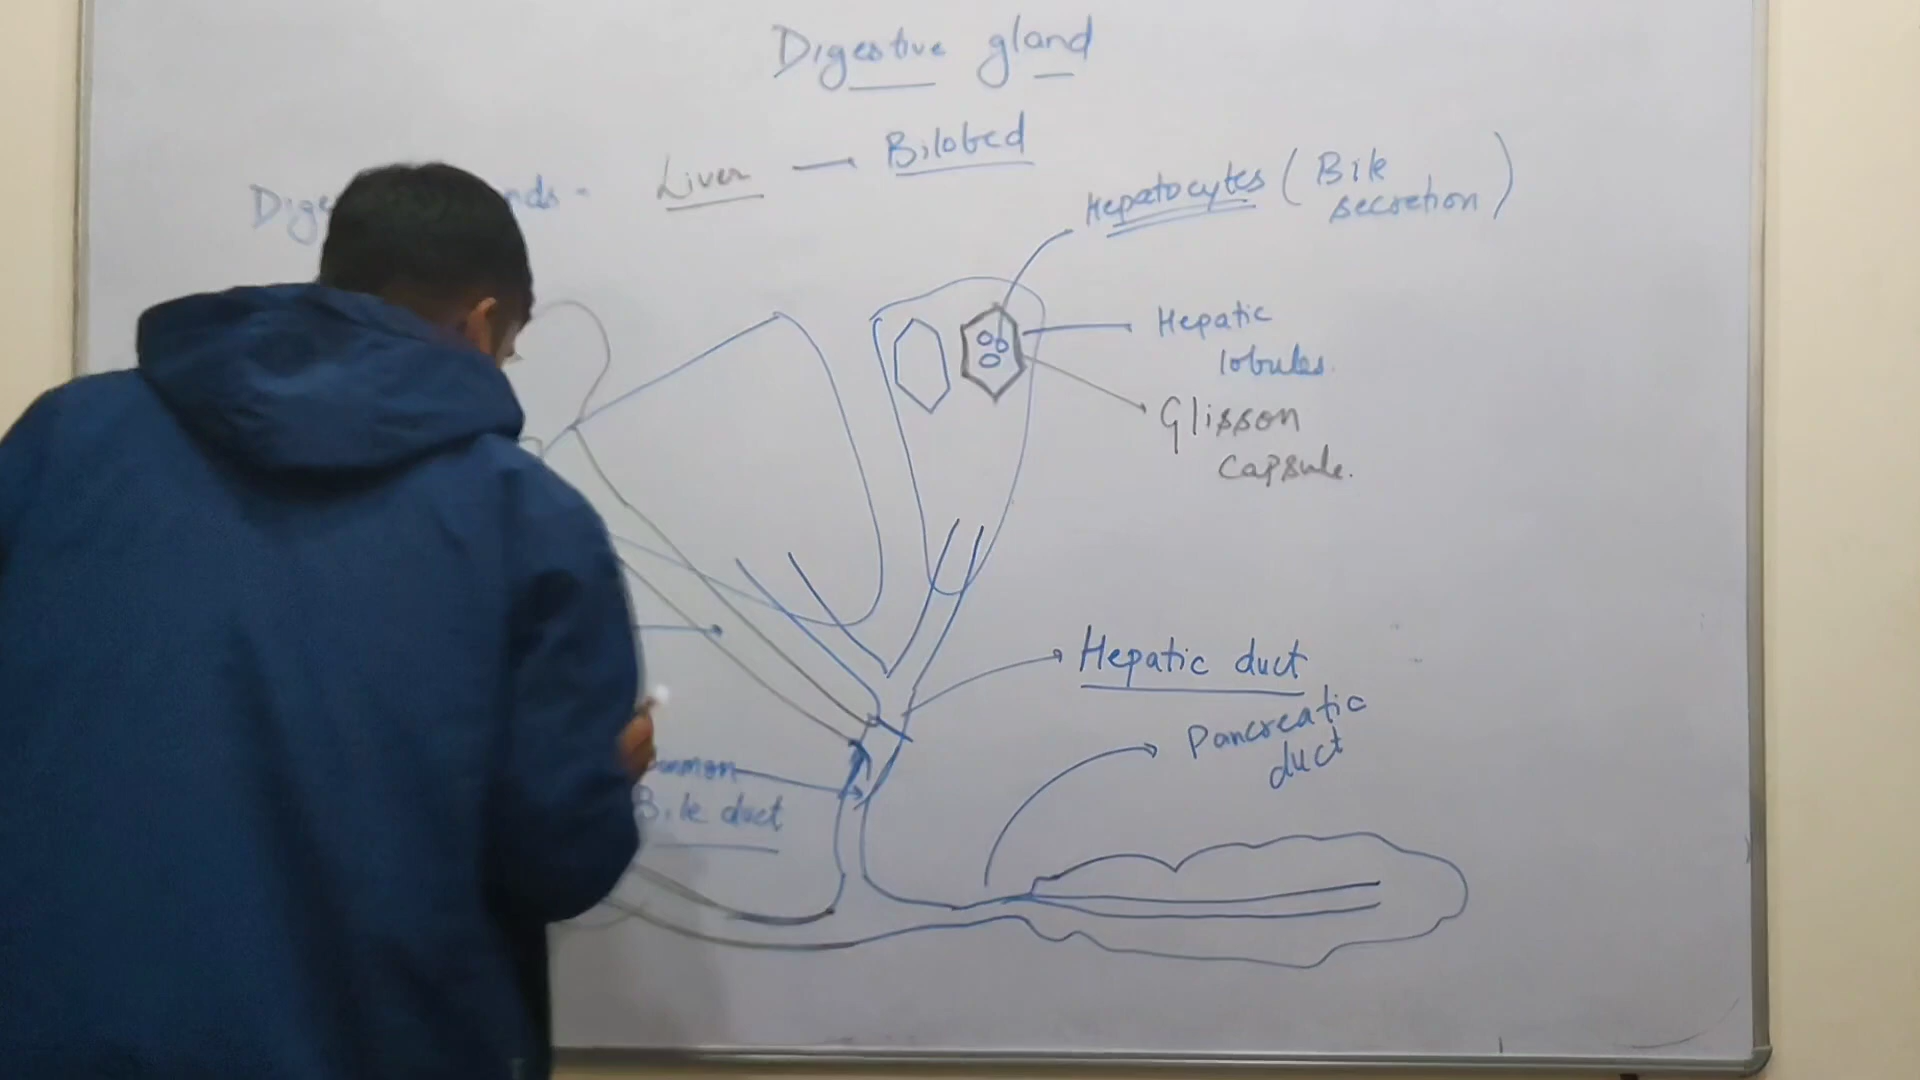 Digestive gland
Liver — Bilobed
Hepatocytes (Bile
secretion)
Hepatic
lobules.
Glisson
capsule.
Hepatic duct
Pancreatic
duct
Bile duct